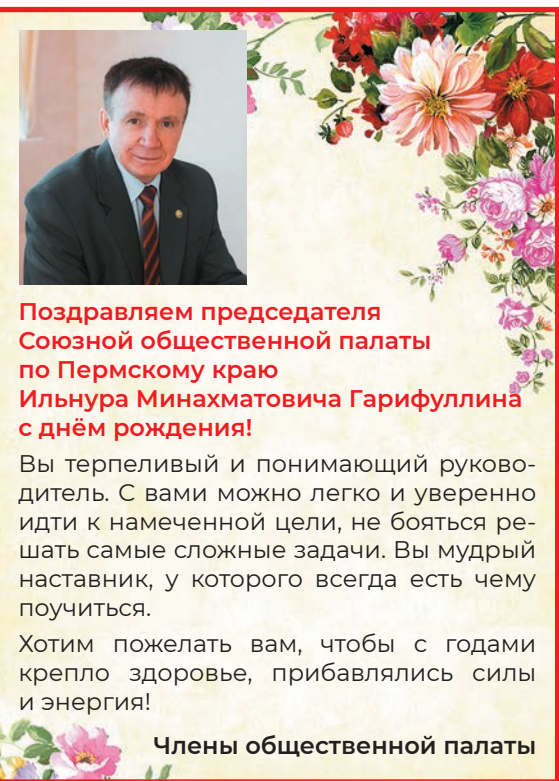 Поздравляем председателя
Союзной общественной палаты
по Пермскому краю
Ильнура Минахматовича Гарифуллина
с днём рождения!
Вы терпеливый и понимающий руково-
дитель. С вами можно легко и уверенно
идти к намеченной цели, не бояться ре-
шать самые сложные задачи. Вы мудрый
наставник, у которого всегда есть чему
поучиться.
Хотим пожелать вам, чтобы с годами
крепло здоровье, прибавлялись силы
и энергия!
Члены общественной палаты